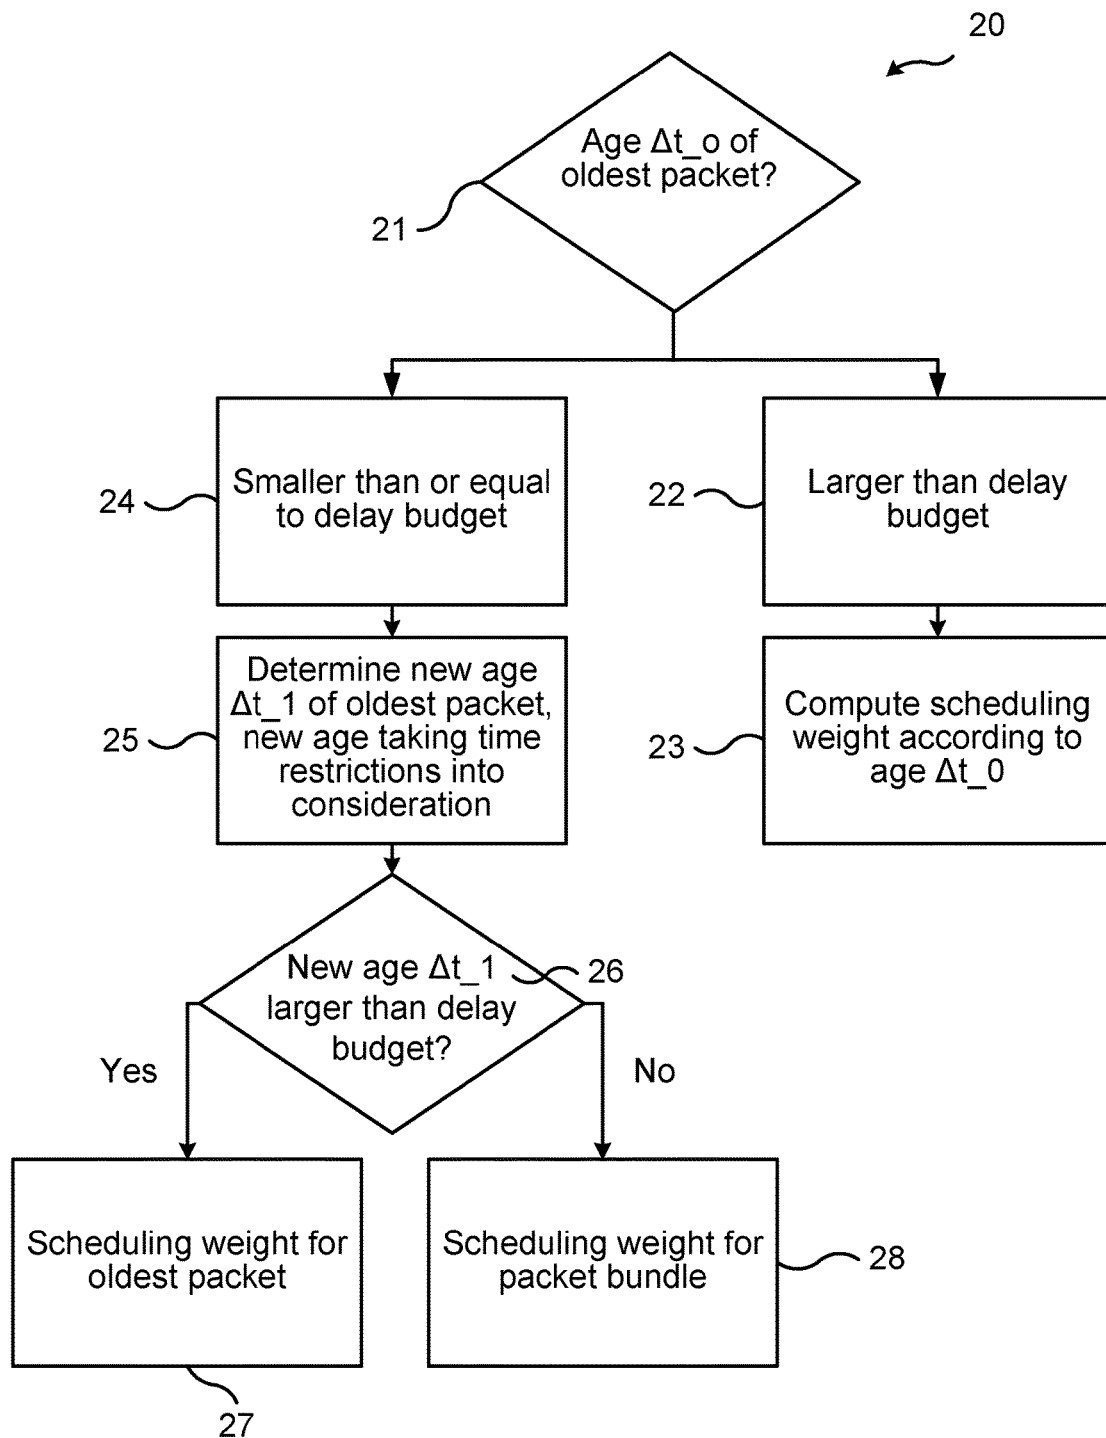 20
Age Δt_o of
oldest packet?
21
24
Smaller than or equal
to delay budget
22
Larger than delay
budget
25
Determine new age
Δt_1 of oldest packet,
new age taking time
restrictions into
consideration
23
Compute scheduling
weight according to
age Δt_0
New age Δt_1
larger than delay
budget?
26
Yes
No
Scheduling weight for
oldest packet
27
Scheduling weight for
packet bundle
28